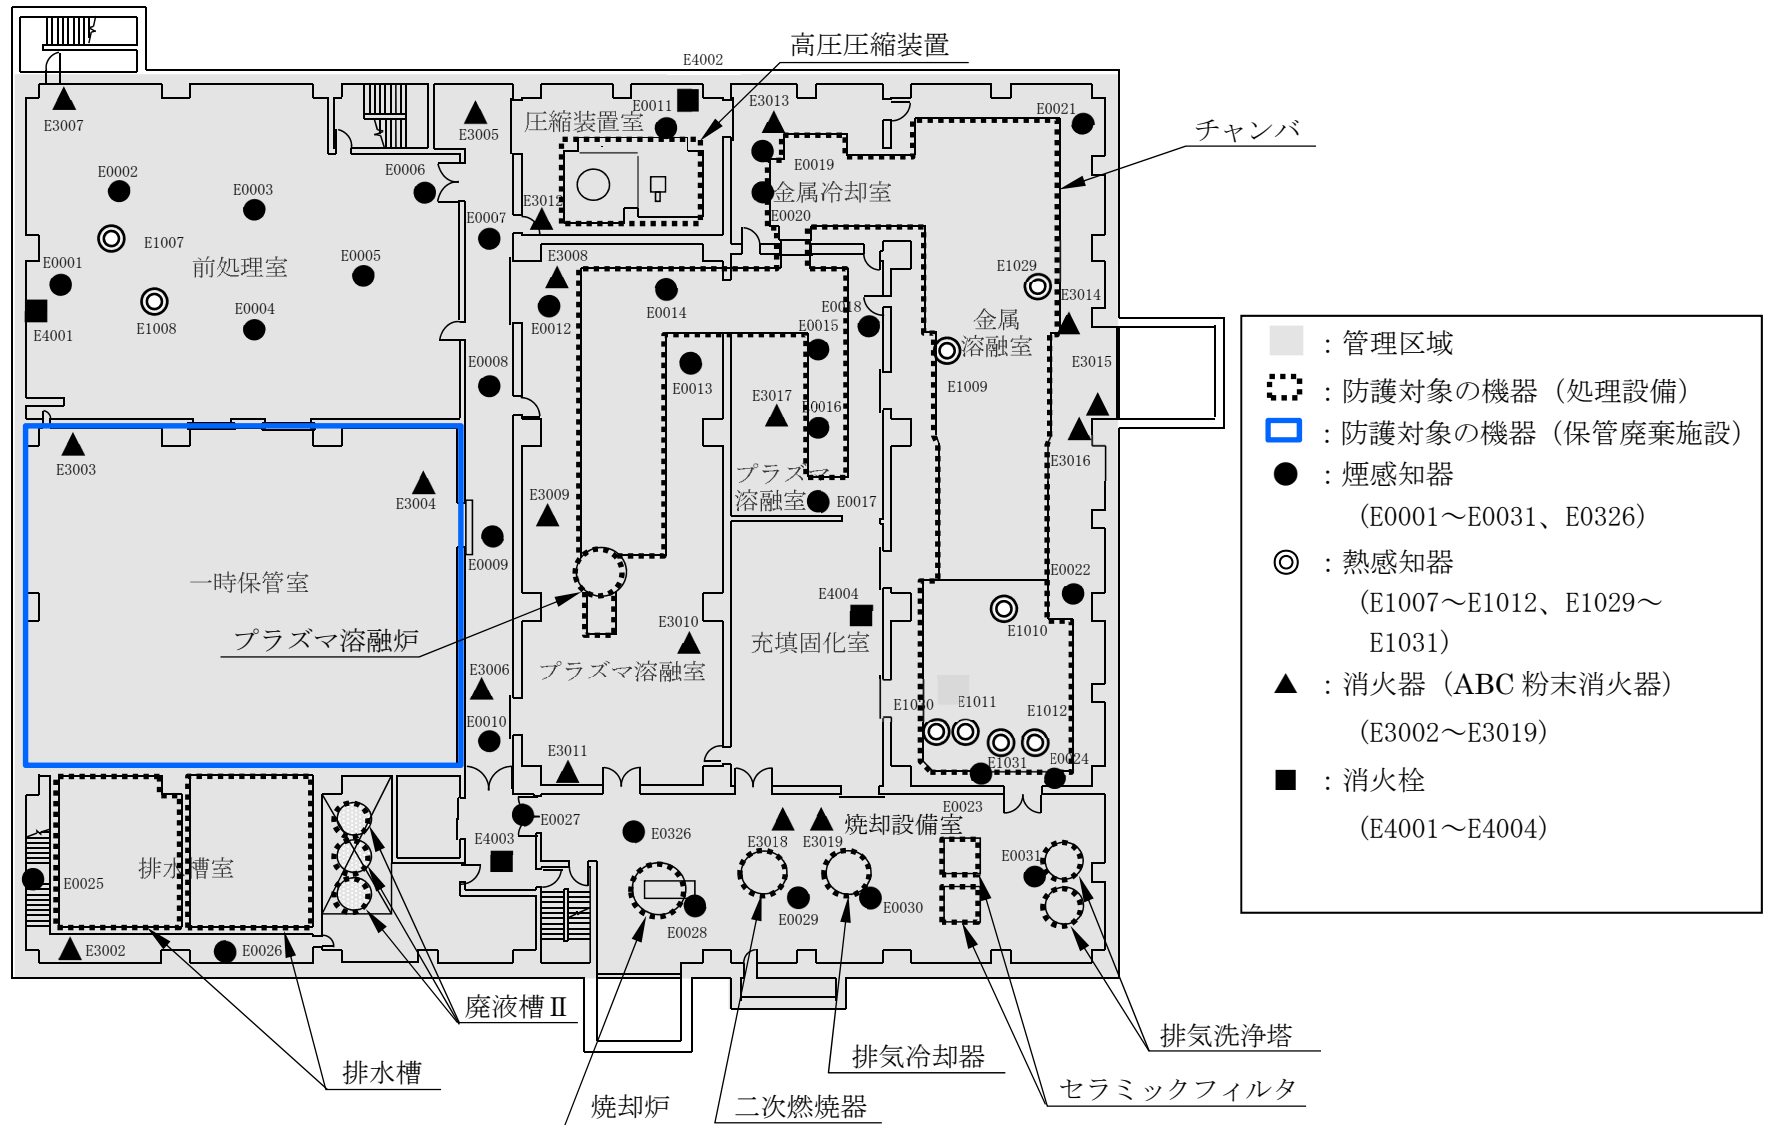 高圧圧縮装置
E4002
E3007
E3005
E0011
圧縮装置室
E3013
E0021
チャンバ
E0002
E0003
E0006
E0019
金属冷却室
E3012
E0007
E0020
E1007
前処理室
E0001
E0005
E3008
E1029
E4001
E1008
E0004
E0012
E0014
E0018
E0015
E3014
金属
溶融室
E3015
E0008
E0013
E3017
E1009
E0016
E3003
E3004
E3009
プラズマ
溶融室
E0017
E3016
E0009
一時保管室
E0022
プラズマ溶融炉
E4004
E3010
充填固化室
E1010
プラズマ溶融室
E3006
E1030
E1011
E1012
E0010
E3011
E1031
E0024
E0027
E4003
E0326
E3018
E3019
焼却設備室
E0023
排水槽室
E0025
E0031
E0028
E0029
E0030
E3002
E0026
廃液槽Ⅱ
排水槽
焼却炉
二次燃焼器
排気冷却器
セラミックフィルタ
排気洗浄塔
：管理区域
：防護対象の機器（処理設備）
：防護対象の機器（保管廃棄施設）
：煙感知器
（E0001～E0031、E0326）
：熱感知器
（E1007～E1012、E1029～
E1031）
：消火器（ABC 粉末消火器）
（E3002～E3019）
：消火栓
（E4001～E4004）